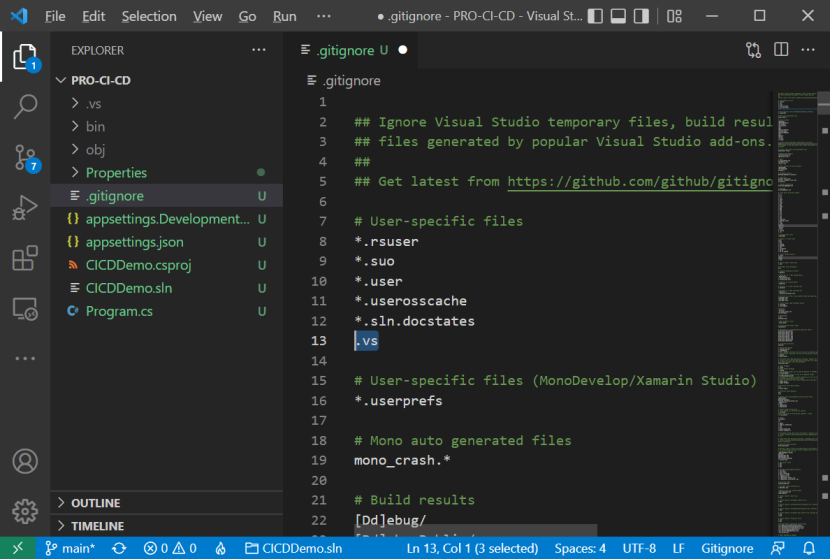 File Edit Selection View Go Run ··· ● .gitignore - PRO-CI-CD - Visual St...
EXPLORER ···
PRO-CI-CD
.vs
bin
obj
Properties
.gitignore U
appsettings.Development... U
appsettings.json U
CICDDemo.csproj U
CICDDemo.sln U
Program.cs U
OUTLINE
TIMELINE
1
7
.gitignore U ●
.gitignore
1
2 ## Ignore Visual Studio temporary files, build resul
3 ## files generated by popular Visual Studio add-ons.
4 ##
5 ## Get latest from https://github.com/github/gitigno
6
7 # User-specific files
8 *.rsuser
9 *.suo
10 *.user
11 *.userosscache
12 *.sln.docstates
13 .vs
14
15 # User-specific files (MonoDevelop/Xamarin Studio)
16 *.userprefs
17
18 # Mono auto generated files
19 mono_crash.*
20
21 # Build results
22 [Dd]ebug/
main* 0 0 CICDDemo.sln Ln 13, Col 1 (3 selected) Spaces: 4 UTF-8 LF Gitignore